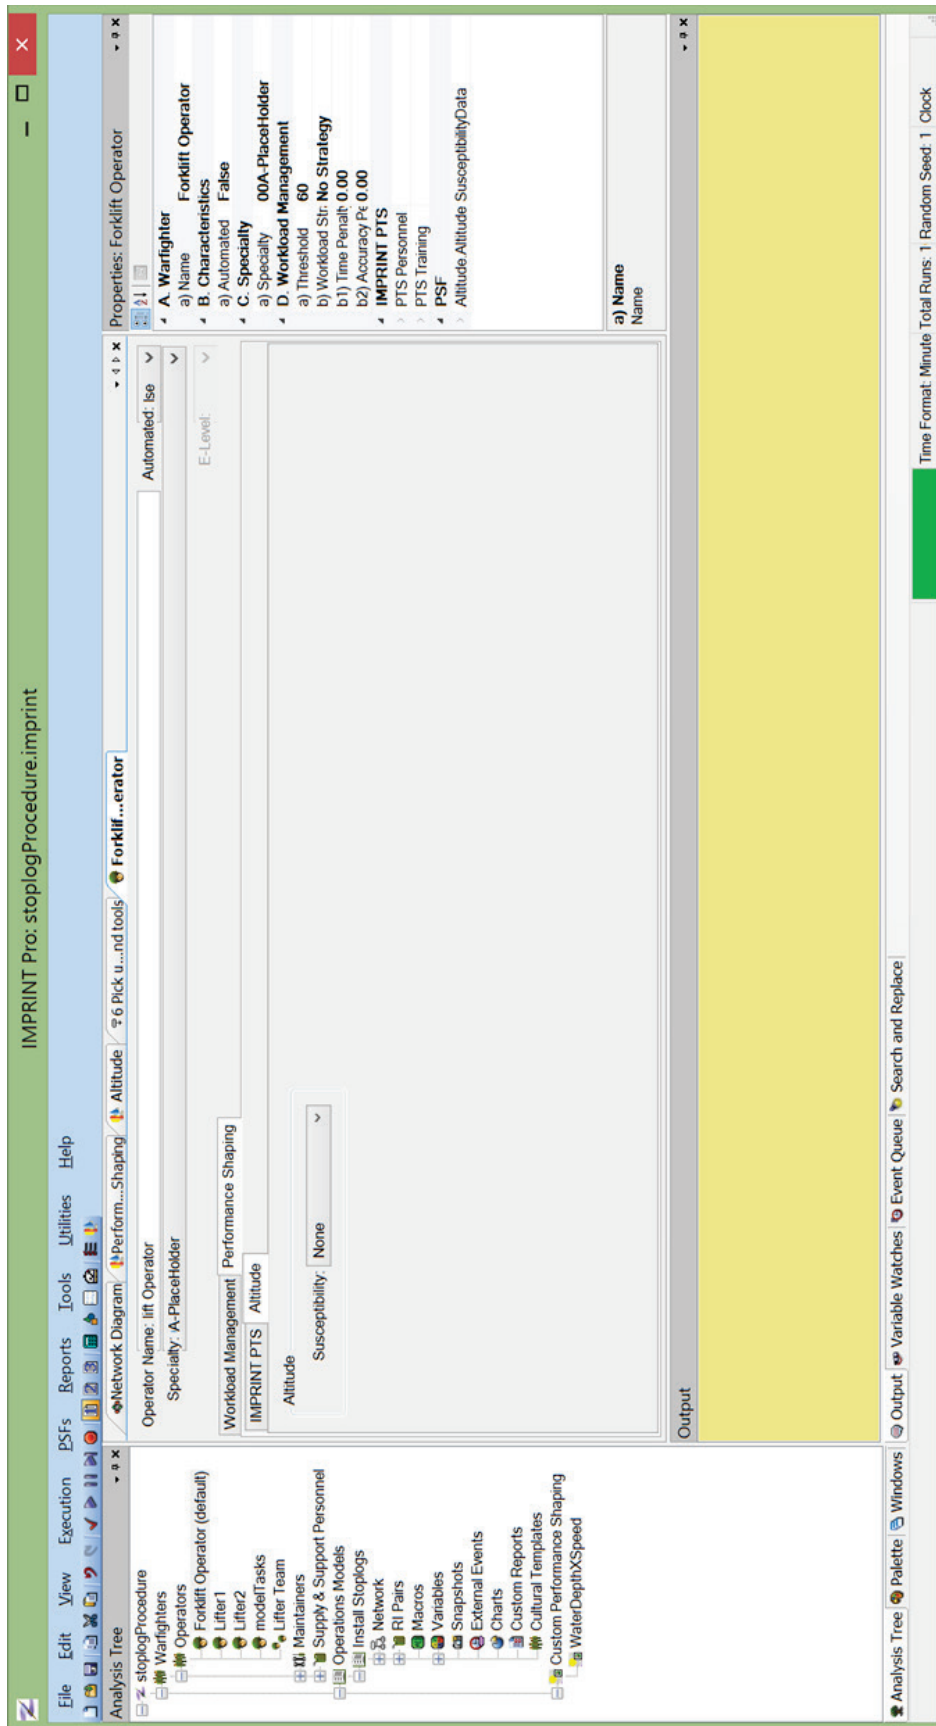 IMPRINT Pro: stoplogProcedure.imprint
File Edit View Execution PSFs Reports Tools Utilities Help
Analysis Tree
stoplogProcedure
Warfighters
Operators
Forklift Operator (default)
Lifter1
Lifter2
modelTasks
Lifter Team
Maintainers
Supply & Support Personnel
Operations Models
Install Stoplogs
Network
RI Pairs
Macros
Variables
Snapshots
External Events
Charts
Custom Reports
Cultural Templates
Custom Performance Shaping
WaterDepthXSpeed
Analysis Tree Palette Windows
Network Diagram Perform...Shaping Altitude 6 Pick u...nd tools Forklif...erator
Operator Name: lift Operator Automated: lse
Specialty: A-PlaceHolder
E-Level:
Workload Management Performance Shaping
IMPRINT PTS Altitude
Altitude
Susceptibility: None
Properties: Forklift Operator
A. Warfighter
a) Name Forklift Operator
B. Characteristics
a) Automated False
C. Specialty
a) Specialty 00A-PlaceHolder
D. Workload Management
a) Threshold 60
b) Workload Str: No Strategy
b1) Time Penalt 0.00
b2) Accuracy Pe 0.00
IMPRINT PTS
PTS Personnel
PTS Training
PSF
Altitude.Altitude SusceptibilityData
a) Name
Name
Output
Output Variable Watches Event Queue Search and Replace
Time Format: Minute Total Runs: 1 Random Seed: 1 Clock